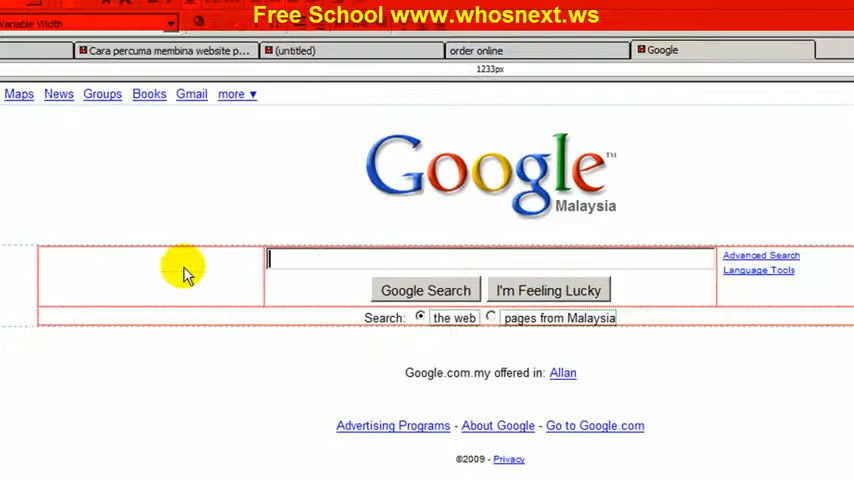 Free School www.whosnext.ws
Variable Width
Cara percuma membina website p... (untitled) order online Google
1233px
Maps News Groups Books Gmail more ▼
Google™
Malaysia
Advanced Search
Language Tools
Google Search I'm Feeling Lucky
Search: the web pages from Malaysia
Google.com.my offered in: Allan
Advertising Programs - About Google - Go to Google.com
©2009 - Privacy